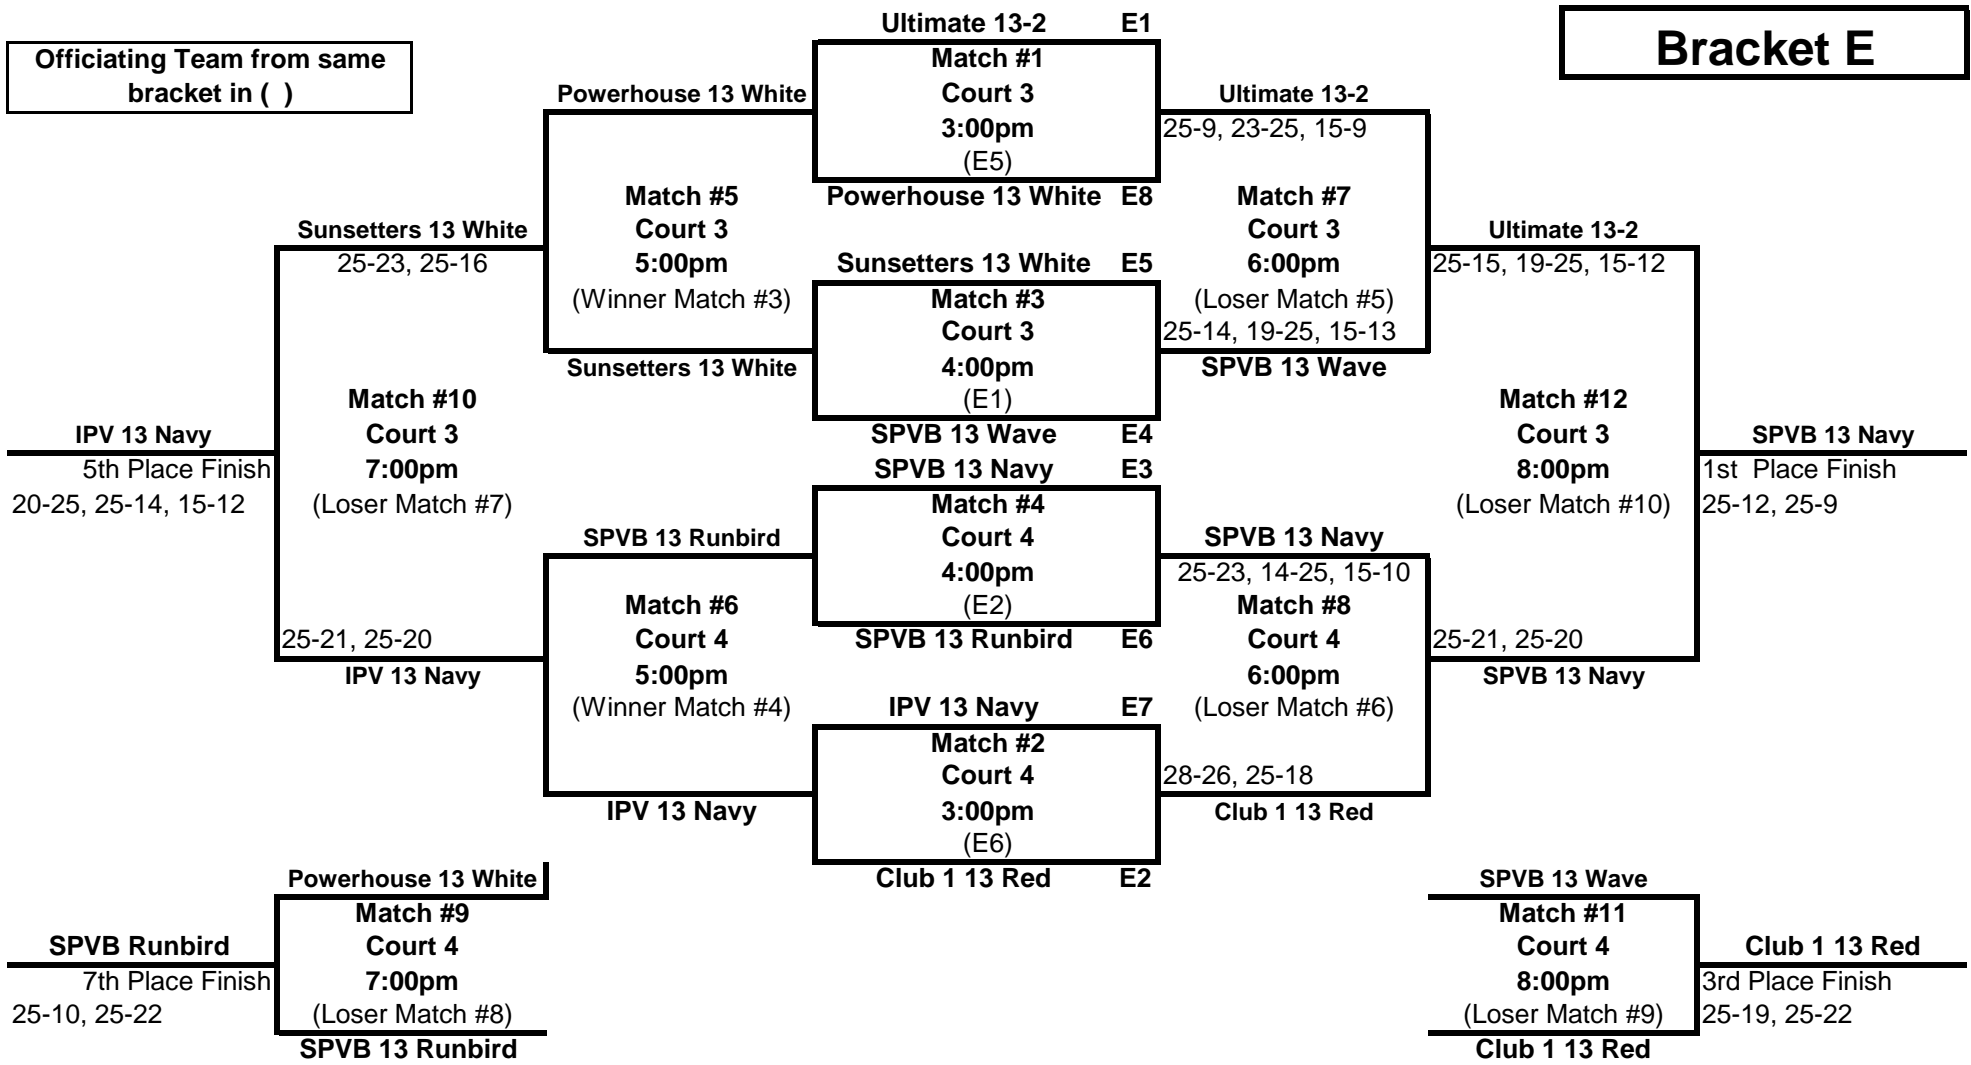 Ultimate 13-2 E1
Bracket E
Officiating Team from same
bracket in ( )
Match #1
Powerhouse 13 White
Court 3
Ultimate 13-2
3:00pm
25-9, 23-25, 15-9
(E5)
Match #5
Powerhouse 13 White E8
Match #7
Sunsetters 13 White
Court 3
Court 3
Ultimate 13-2
25-23, 25-16
5:00pm
Sunsetters 13 White E5
6:00pm
25-15, 19-25, 15-12
(Winner Match #3)
Match #3
(Loser Match #5)
Court 3
25-14, 19-25, 15-13
Sunsetters 13 White
4:00pm
SPVB 13 Wave
Match #10
(E1)
Match #12
IPV 13 Navy
Court 3
SPVB 13 Wave E4
Court 3
SPVB 13 Navy
5th Place Finish
7:00pm
SPVB 13 Navy E3
8:00pm
1st  Place Finish
20-25, 25-14, 15-12
(Loser Match #7)
Match #4
(Loser Match #10)
25-12, 25-9
SPVB 13 Runbird
Court 4
SPVB 13 Navy
4:00pm
25-23, 14-25, 15-10
Match #6
(E2)
Match #8
25-21, 25-20
Court 4
SPVB 13 Runbird E6
Court 4
25-21, 25-20
IPV 13 Navy
5:00pm
6:00pm
SPVB 13 Navy
(Winner Match #4)
IPV 13 Navy E7
(Loser Match #6)
Match #2
Court 4
28-26, 25-18
IPV 13 Navy
3:00pm
Club 1 13 Red
(E6)
Powerhouse 13 White
Club 1 13 Red E2
SPVB 13 Wave
Match #9
Match #11
SPVB Runbird
Court 4
Court 4
Club 1 13 Red
7th Place Finish
7:00pm
8:00pm
3rd Place Finish
25-10, 25-22
(Loser Match #8)
(Loser Match #9)
25-19, 25-22
SPVB 13 Runbird
Club 1 13 Red